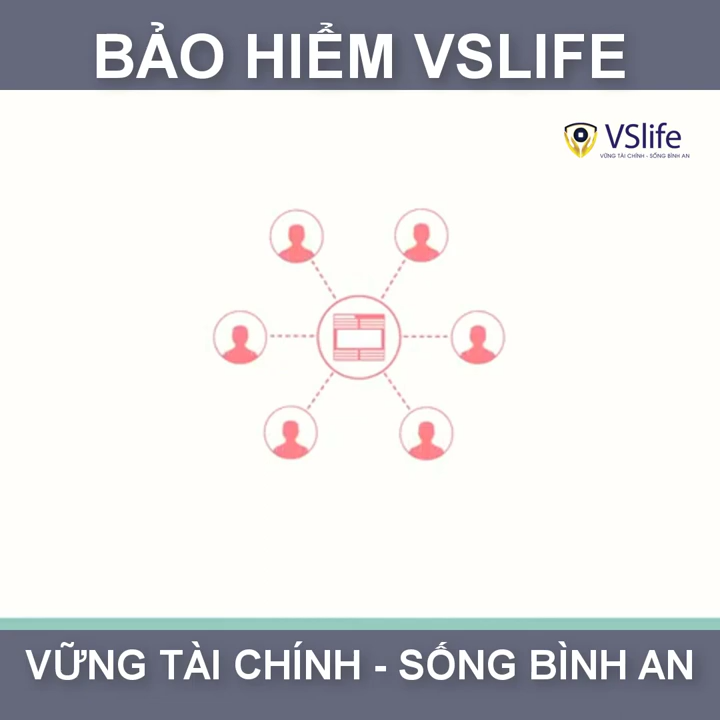 BẢO HIỂM VSLIFE
VSlife
VỮNG TÀI CHÍNH - SỐNG BÌNH AN
VỮNG TÀI CHÍNH - SỐNG BÌNH AN